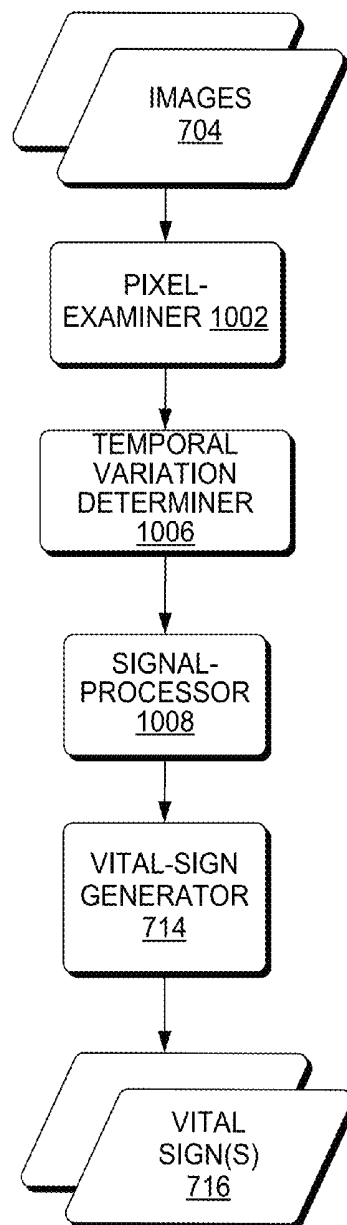 IMAGES
704
PIXEL-
EXAMINER 1002
TEMPORAL
VARIATION
DETERMINER
1006
SIGNAL-
PROCESSOR
1008
VITAL-SIGN
GENERATOR
714
VITAL
SIGN(S)
716